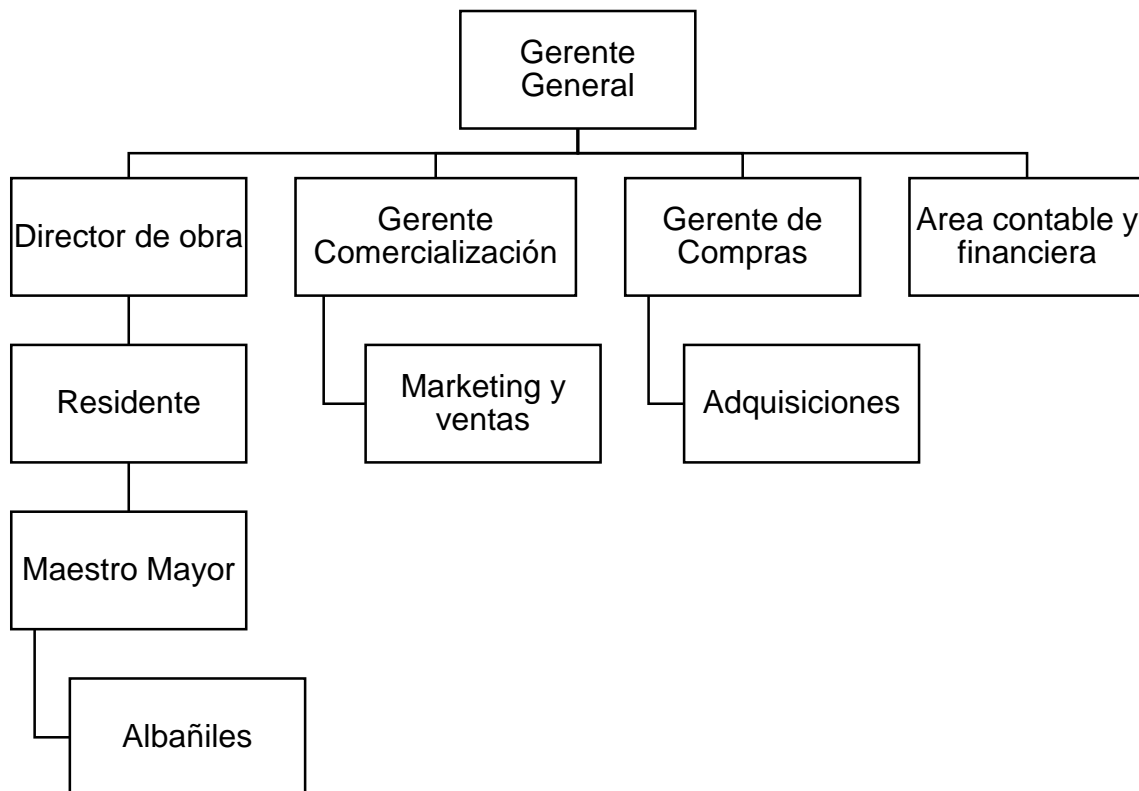 Gerente
General
Director de obra
Gerente
Comercialización
Gerente de
Compras
Area contable y
financiera
Residente
Marketing y
ventas
Adquisiciones
Maestro Mayor
Albañiles